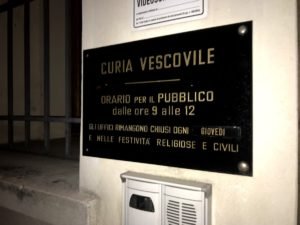 CURIA VESCOVILE
ORARIO PER IL PUBBLICO
dalle ore 9 alle 12
GLI UFFICI RIMANGONO CHIUSI OGNI GIOVEDÌ
E NELLE FESTIVITÀ RELIGIOSE E CIVILI